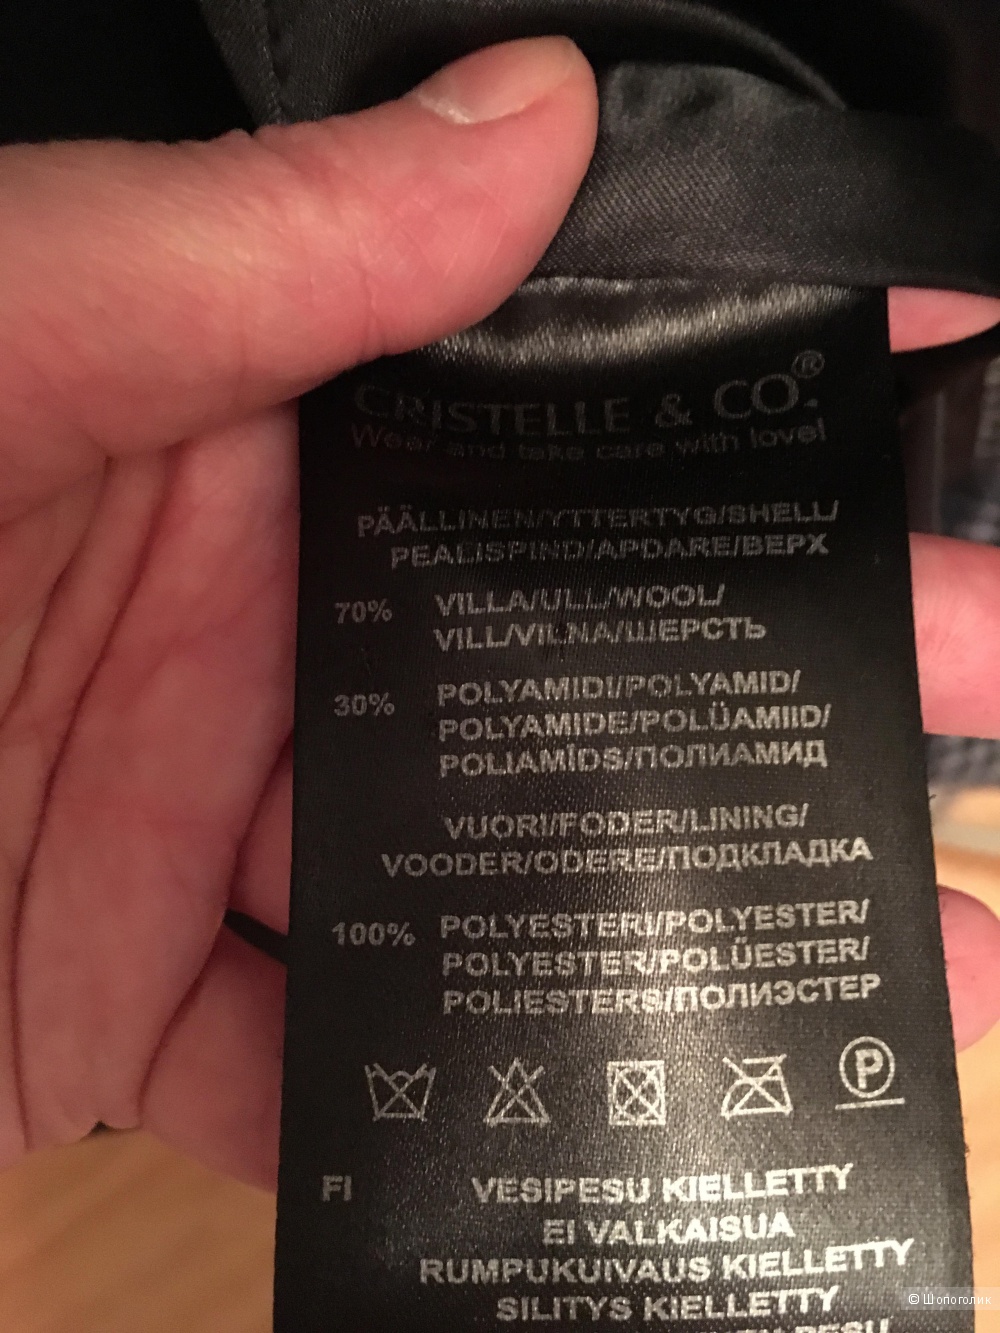 CRISTELLE & CO.®
Wear and take care with love!
PÄÄLLINEN/YTTERTYG/SHELL/
PEALISPIND/APDARE/ВЕРХ
70% VILLA/ULL/WOOL/
VILL/VILNA/ШЕРСТЬ
30% POLYAMIDI/POLYAMID/
POLYAMIDE/POLÜAMIID/
POLIAMĪDS/ПОЛИАМИД
VUORI/FODER/LINING/
VOODER/ODERE/ПОДКЛАДКА
100% POLYESTERI/POLYESTER/
POLYESTER/POLÜESTER/
POLIESTERS/ПОЛИЭСТЕР
P
FI VESIPESU KIELLETTY
EI VALKAISUA
RUMPUKUIVAUS KIELLETTY
SILITYS KIELLETTY
© Шопоголик